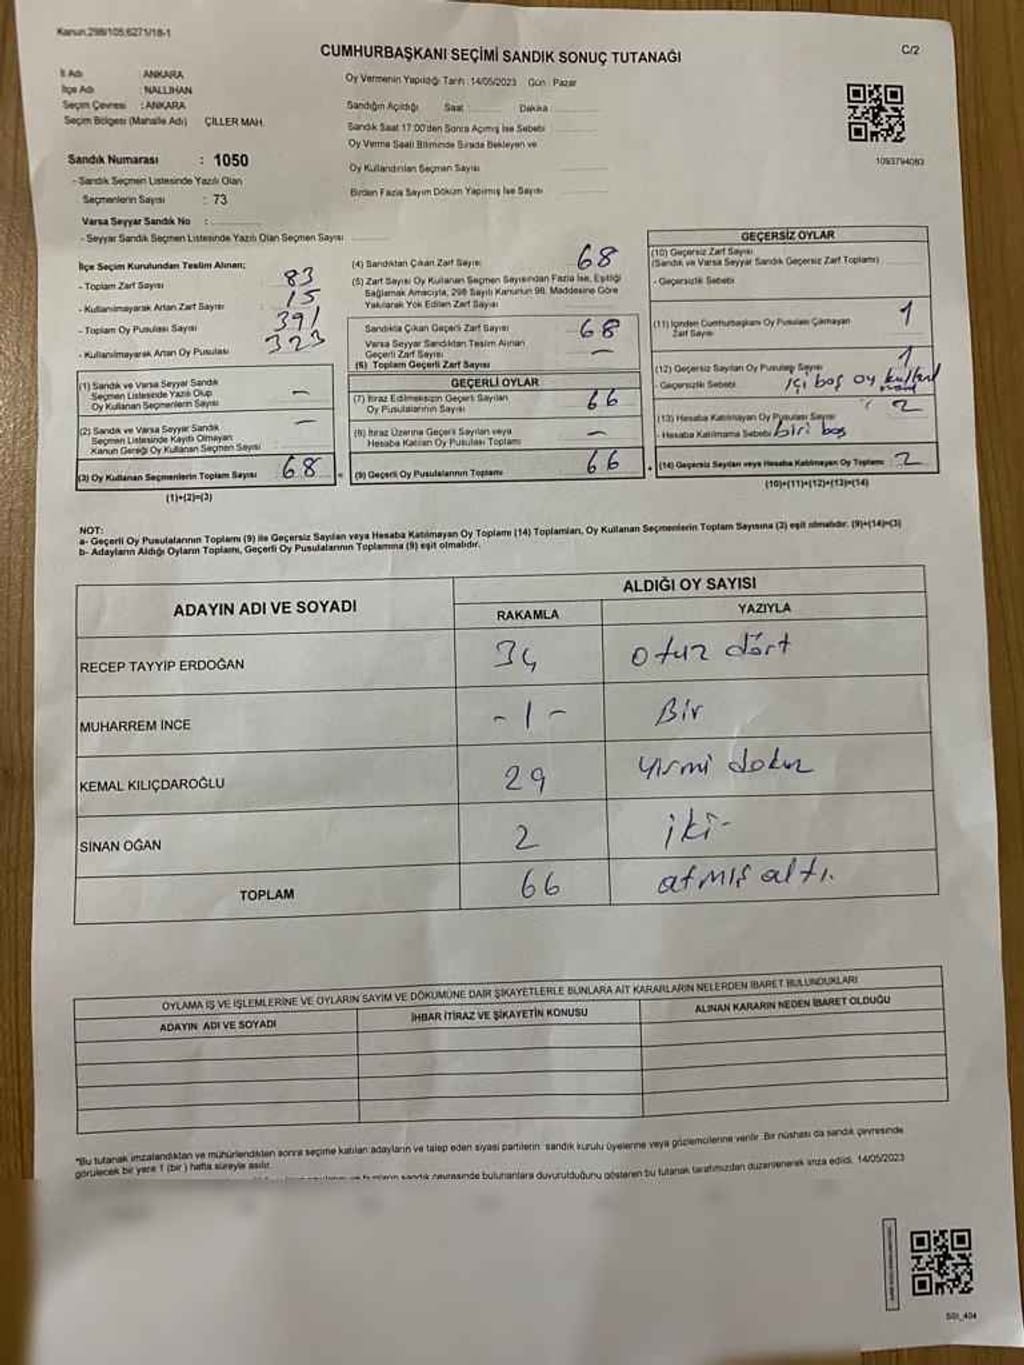 Kanun.298/105,6271/18-1
CUMHURBAŞKANI SEÇİMİ SANDIK SONUÇ TUTANAĞI
C/2
İl Adı : ANKARA
İlçe Adı : NALLIHAN
Seçim Çevresi : ANKARA
Seçim Bölgesi (Mahalle Adı) ÇİLLER MAH.
Oy Vermenin Yapıldığı Tarih : 14/05/2023 Gün : Pazar
Sandığın Açıldığı Saat : Dakika :
Sandık Saat 17:00'den Sonra Açımış İse Sebebi :
Oy Verme Saati Bitiminde Sırada Bekleyen ve
Oy Kullandırılan Seçmen Sayısı :
Birden Fazla Sayım Döküm Yapılmış İse Sayısı :
1093794083
Sandık Numarası : 1050
- Sandık Seçmen Listesinde Yazılı Olan
Seçmenlerin Sayısı : 73
Varsa Seyyar Sandık No :
- Seyyar Sandık Seçmen Listesinde Yazılı Olan Seçmen Sayısı
İlçe Seçim Kurulundan Teslim Alınan;
- Toplam Zarf Sayısı 83
- Kullanılmayarak Artan Zarf Sayısı 15
- Toplam Oy Pusulası Sayısı 391
- Kullanılmayarak Artan Oy Pusulası 323
(1) Sandık ve Varsa Seyyar Sandık
Seçmen Listesinde Yazılı Olup
Oy Kullanan Seçmenlerin Sayısı —
(2) Sandık ve Varsa Seyyar Sandık
Seçmen Listesinde Kayıtlı Olmayan
Kanun Gereği Oy Kullanan Seçmen Sayısı —
(3) Oy Kullanan Seçmenlerin Toplam Sayısı 68
(1)+(2)=(3)
(4) Sandıktan Çıkan Zarf Sayısı 68
(5) Zarf Sayısı Oy Kullanan Seçmen Sayısından Fazla İse, Eşitliği
Sağlamak Amacıyla, 298 Sayılı Kanunun 98. Maddesine Göre
Yakılarak Yok Edilen Zarf Sayısı
Sandıkta Çıkan Geçerli Zarf Sayısı 68
Varsa Seyyar Sandıktan Teslim Alınan
Geçerli Zarf Sayısı —
(6) Toplam Geçerli Zarf Sayısı
GEÇERLİ OYLAR
(7) İtiraz Edilmeksizin Geçerli Sayılan
Oy Pusulalarının Sayısı 66
(8) İtiraz Üzerine Geçerli Sayılan veya
Hesaba Katılan Oy Pusulası Toplamı —
(9) Geçerli Oy Pusulalarının Toplamı 66
GEÇERSİZ OYLAR
(10) Geçersiz Zarf Sayısı
(Sandık ve Varsa Seyyar Sandık Geçersiz Zarf Toplamı)
- Geçersizlik Sebebi
(11) İçinden Cumhurbaşkanı Oy Pusulası Çıkmayan
Zarf Sayısı 1
(12) Geçersiz Sayılan Oy Pusulası Sayısı 1
- Geçersizlik Sebebi içi boş oy
(13) Hesaba Katılmayan Oy Pusulası Sayısı 2
- Hesaba Katılmama Sebebi biri boş
(14) Geçersiz Sayılan veya Hesaba Katılmayan Oy Toplamı 2
(10)+(11)+(12)+(13)=(14)
NOT:
a- Geçerli Oy Pusulalarının Toplamı (9) ile Geçersiz Sayılan veya Hesaba Katılmayan Oy Toplamı (14) Toplamları, Oy Kullanan Seçmenlerin Toplam Sayısına (3) eşit olmalıdır. (9)+(14)=(3)
b- Adayların Aldığı Oyların Toplamı, Geçerli Oy Pusulalarının Toplamına (9) eşit olmalıdır.
ADAYIN ADI VE SOYADI
ALDIĞI OY SAYISI
RAKAMLA YAZIYLA
RECEP TAYYİP ERDOĞAN 34 otuz dört
MUHARREM İNCE - 1 - Bir
KEMAL KILIÇDAROĞLU 29 yirmi dokuz
SİNAN OĞAN 2 iki-
TOPLAM 66 atmış altı.
OYLAMA İŞ VE İŞLEMLERİNE VE OYLARIN SAYIM VE DÖKÜMÜNE DAİR ŞİKAYETLERLE BUNLARA AİT KARARLARIN NELERDEN İBARET BULUNDUKLARI
ADAYIN ADI VE SOYADI İHBAR İTİRAZ VE ŞİKAYETİN KONUSU ALINAN KARARIN NEDEN İBARET OLDUĞU
*Bu tutanak imzalandıktan ve mühürlendikten sonra seçime katılan adayların ve talep eden siyasi partilerin sandık kurulu üyelerine veya gözlemcilerine verilir. Bir nüshası da sandık çevresinde
görülecek bir yere 1 (bir) hafta süreyle asılır.
sandık çevresinde bulunanlara duyurulduğunu gösteren bu tutanak tarafımızdan düzenlenerek imza edildi. 14/05/2023